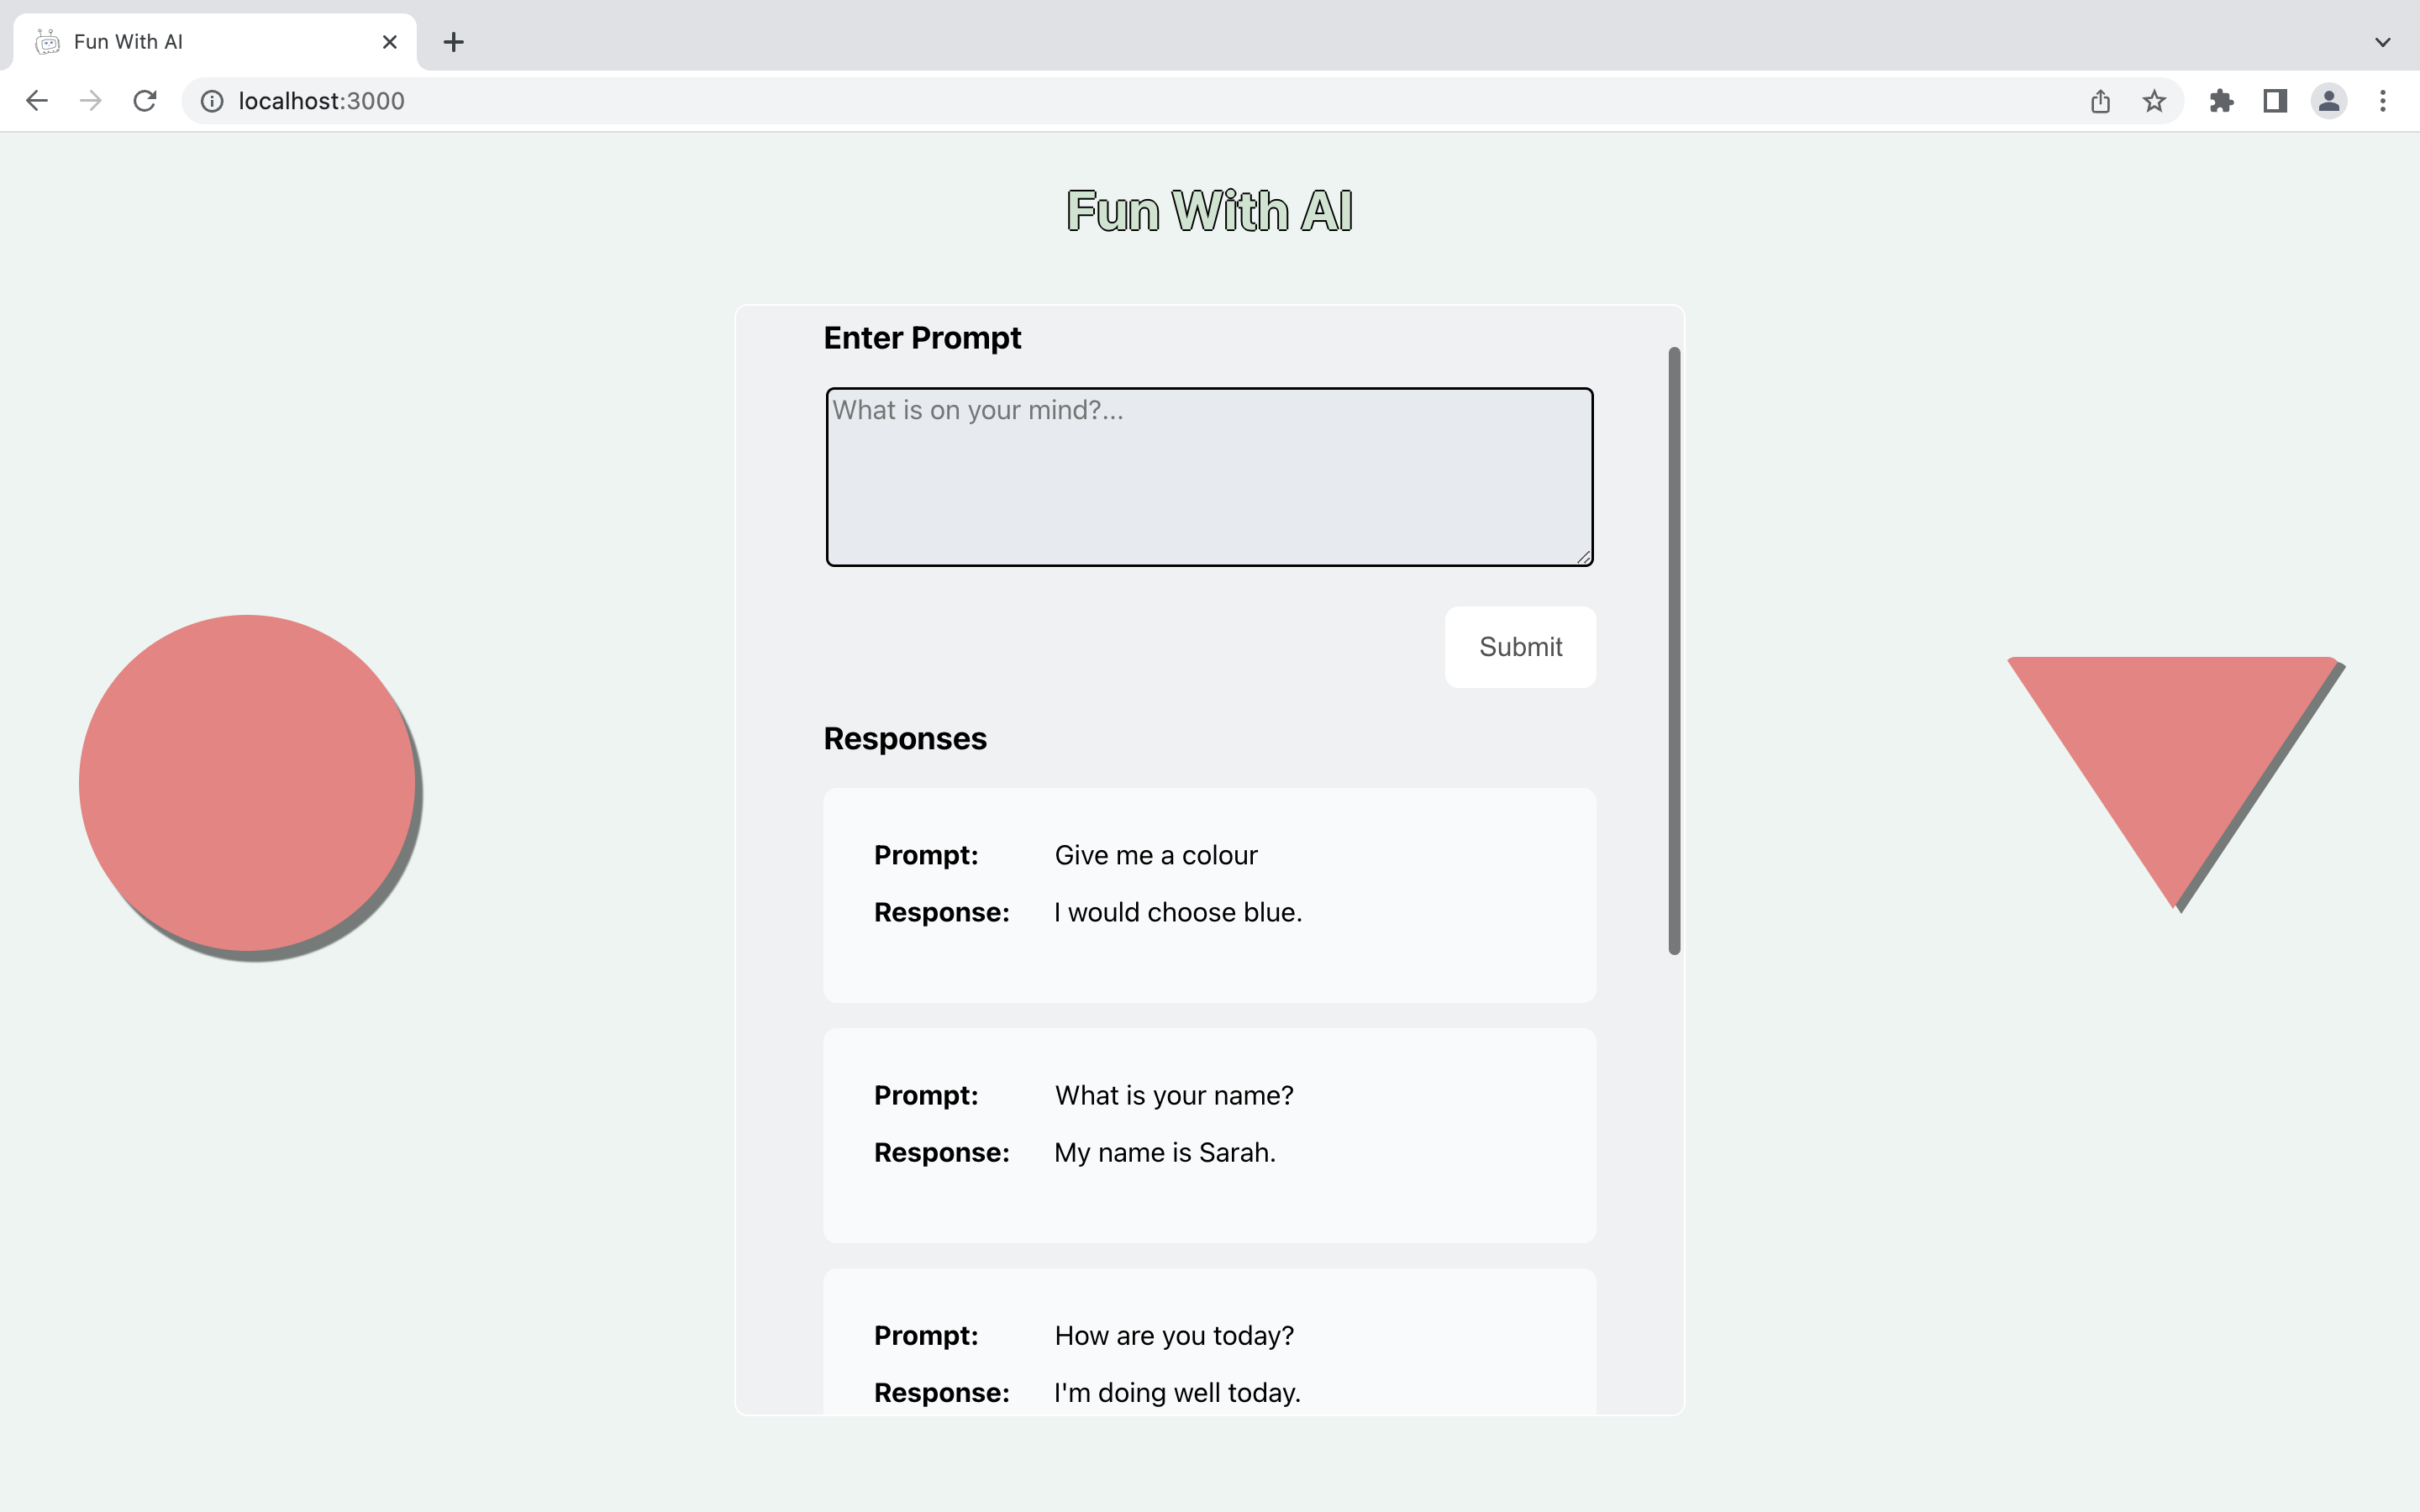 Fun With AI
localhost:3000
Fun With AI
Enter Prompt
What is on your mind?...
Submit
Responses
Prompt: Give me a colour
Response: I would choose blue.
Prompt: What is your name?
Response: My name is Sarah.
Prompt: How are you today?
Response: I'm doing well today.